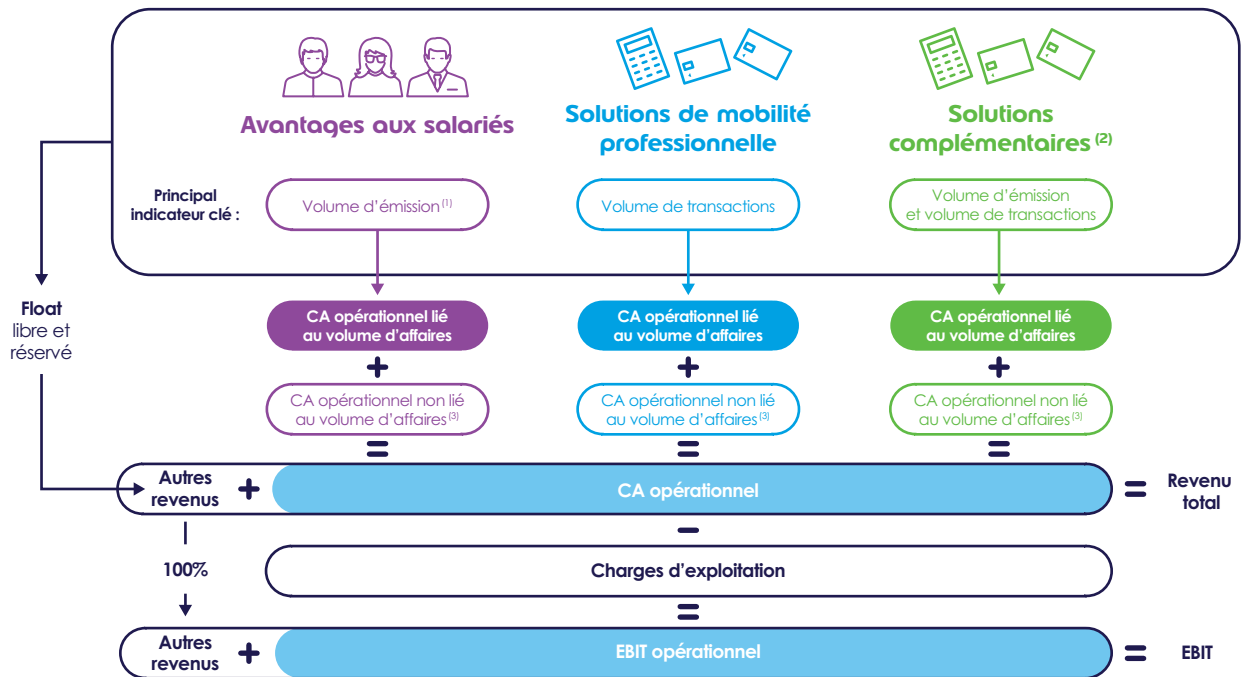 Avantages aux salariés
Solutions de mobilité
professionnelle
Solutions
complémentaires (2)
Principal
indicateur clé :
Volume d'émission (1)
Volume de transactions
Volume d'émission
et volume de transactions
Float
libre et
réservé
CA opérationnel lié
au volume d'affaires
CA opérationnel lié
au volume d'affaires
CA opérationnel lié
au volume d'affaires
+
+
+
CA opérationnel non lié
au volume d'affaires (3)
CA opérationnel non lié
au volume d'affaires (3)
CA opérationnel non lié
au volume d'affaires (3)
=
=
=
Autres
revenus
+
CA opérationnel
=
Revenu
total
–
100%
Charges d'exploitation
=
Autres
revenus
+
EBIT opérationnel
=
EBIT